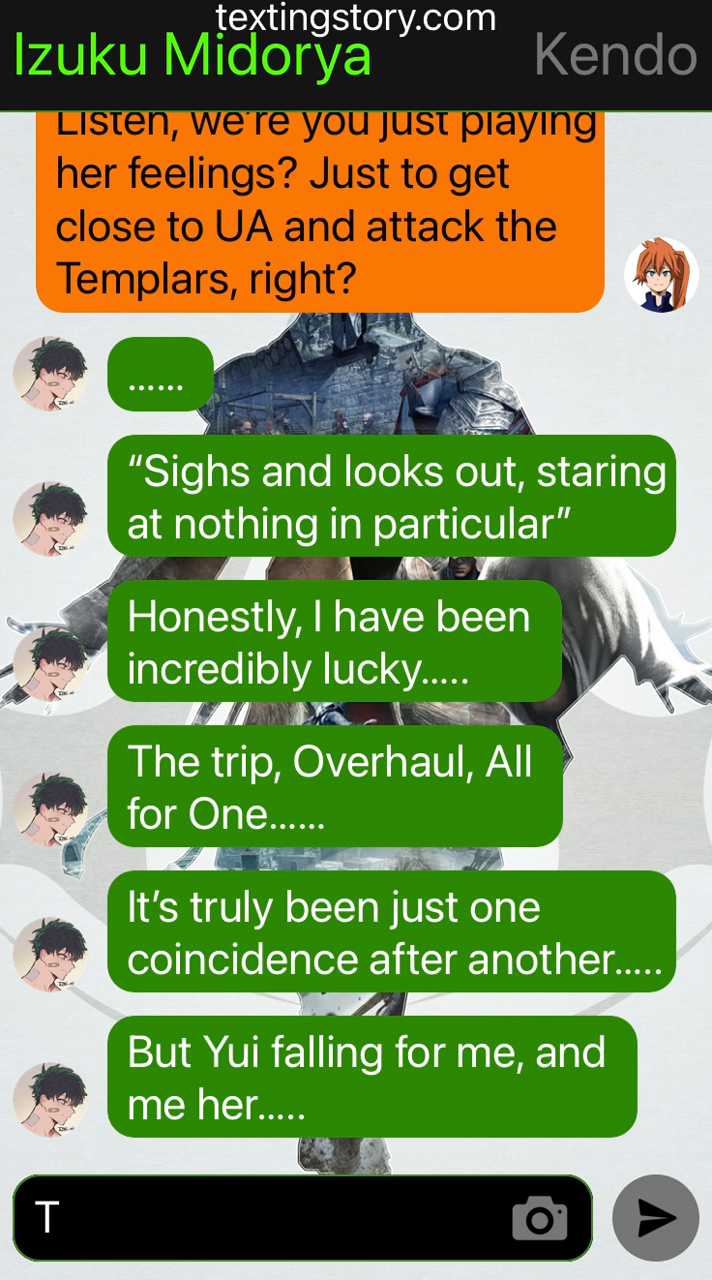 textingstory.com
Izuku Midorya
Kendo
Listen, we're you just playing
her feelings? Just to get
close to UA and attack the
Templars, right?
......
“Sighs and looks out, staring
at nothing in particular”
Honestly, I have been
incredibly lucky.....
The trip, Overhaul, All
for One......
It’s truly been just one
coincidence after another.....
But Yui falling for me, and
me her.....
T